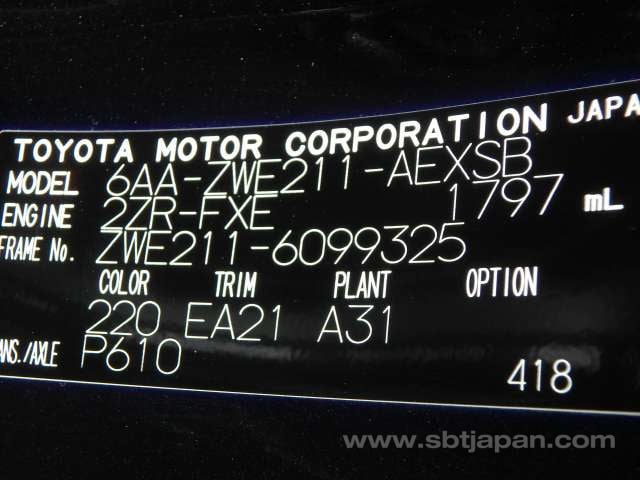 TOYOTA MOTOR CORPORATION JAPA
MODEL 6AA-ZWE211-AEXSB
ENGINE 2ZR-FXE 1797 mL
FRAME No. ZWE211-6099325
COLOR TRIM PLANT OPTION
220 EA21 A31
ANS./AXLE P610
418
www.sbtjapan.com